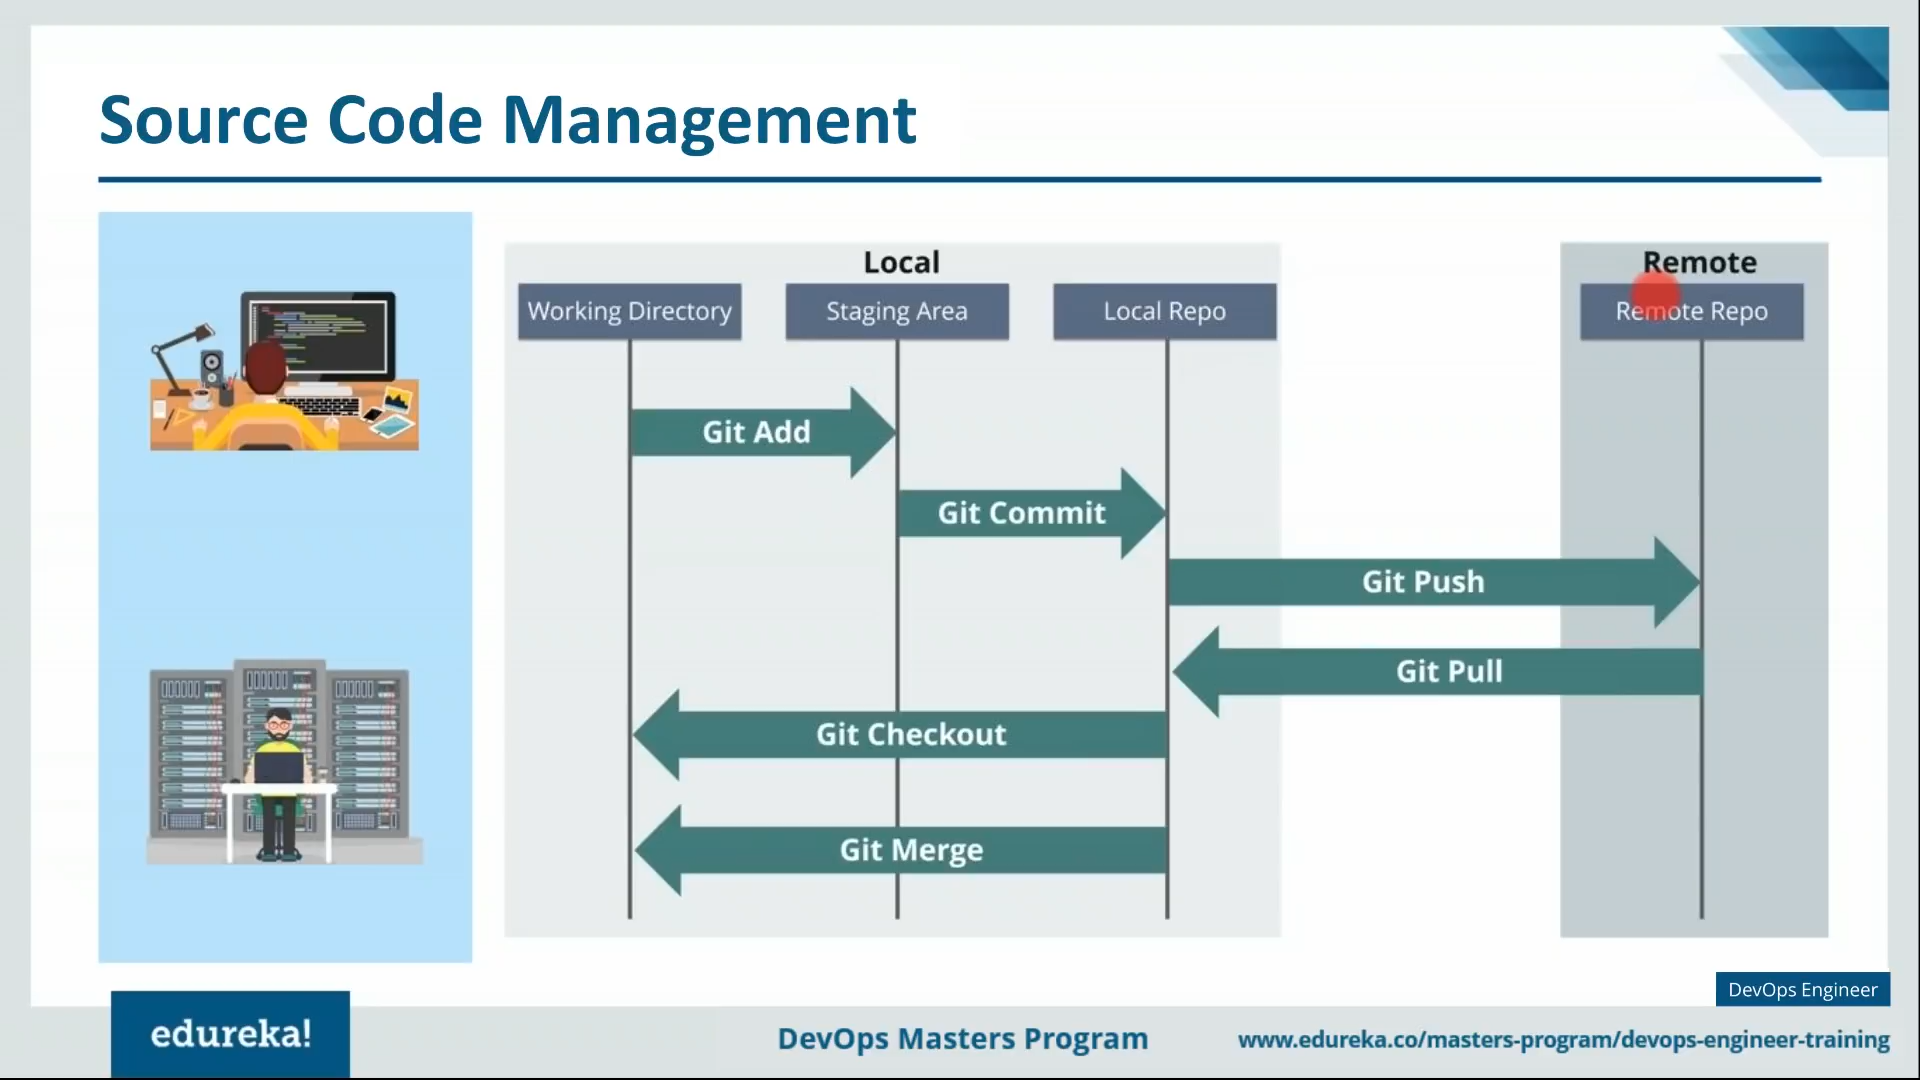 Source Code Management
Local
Remote
Working Directory
Staging Area
Local Repo
Remote Repo
Git Add
Git Commit
Git Push
Git Pull
Git Checkout
Git Merge
DevOps Engineer
edureka!
DevOps Masters Program
www.edureka.co/masters-program/devops-engineer-training